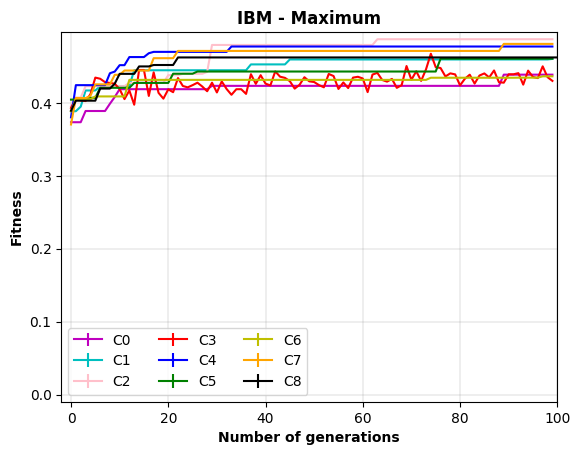 IBM - Maximum
Fitness
0.4
0.3
0.2
0.1
0.0
C0 C3 C6
C1 C4 C7
C2 C5 C8
0 20 40 60 80 100
Number of generations